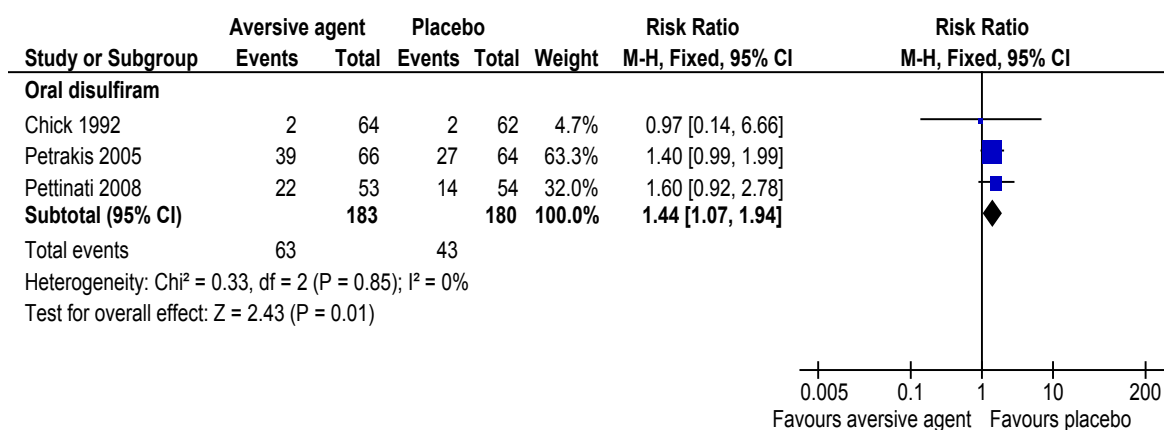 Aversive agent Placebo Risk Ratio Risk Ratio
Study or Subgroup Events Total Events Total Weight M-H, Fixed, 95% CI M-H, Fixed, 95% CI
Oral disulfiram
Chick 1992 2 64 2 62 4.7% 0.97 [0.14, 6.66]
Petrakis 2005 39 66 27 64 63.3% 1.40 [0.99, 1.99]
Pettinati 2008 22 53 14 54 32.0% 1.60 [0.92, 2.78]
Subtotal (95% CI) 183 180 100.0% 1.44 [1.07, 1.94]
Total events 63 43
Heterogeneity: Chi² = 0.33, df = 2 (P = 0.85); I² = 0%
Test for overall effect: Z = 2.43 (P = 0.01)
0.005 0.1 1 10 200
Favours aversive agent Favours placebo